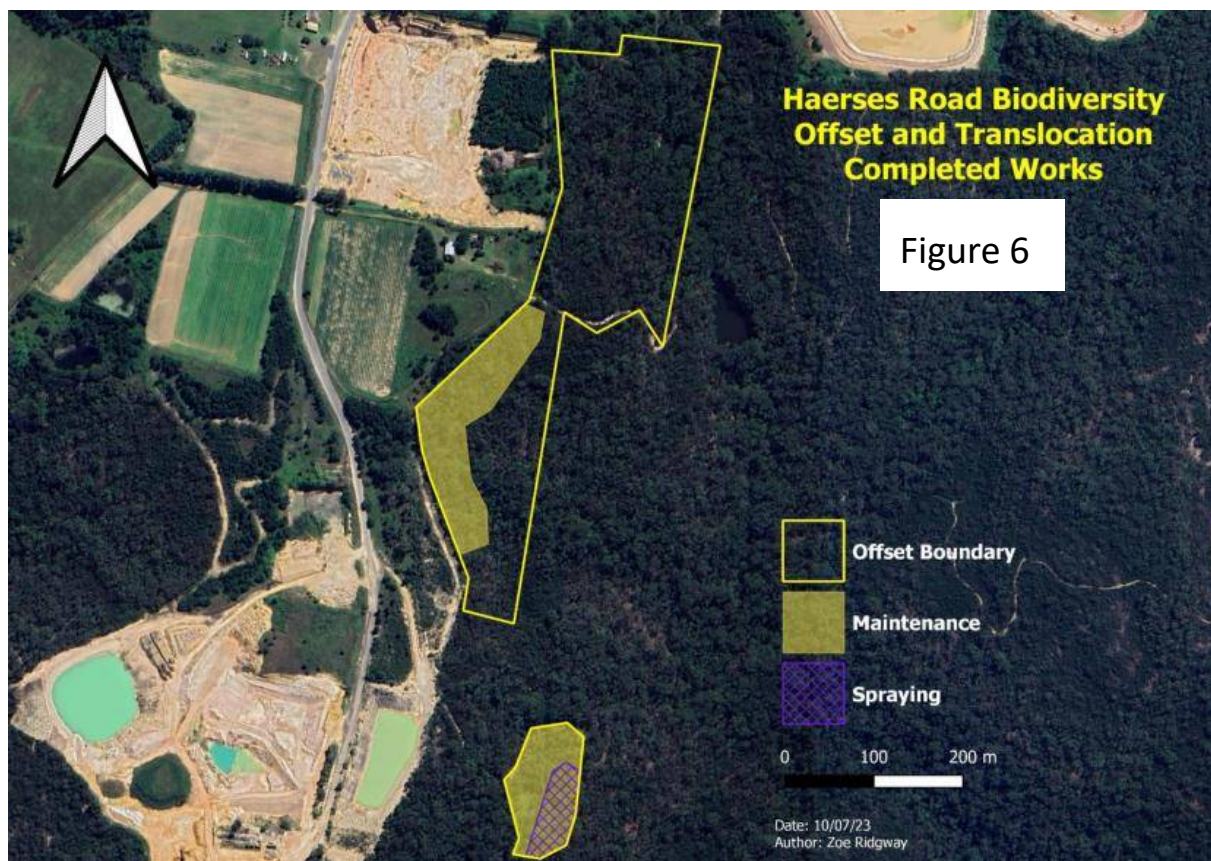 Haerses Road Biodiversity
Offset and Translocation
Completed Works
Figure 6
Offset Boundary
Maintenance
Spraying
0 100 200 m
Date: 10/07/23
Author: Zoe Ridgway